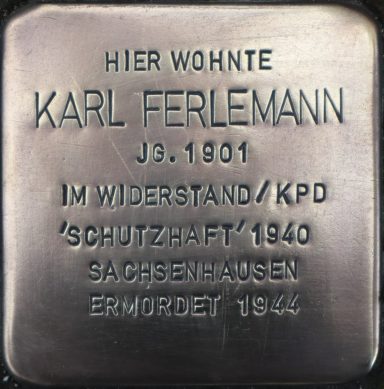 HIER WOHNTE
KARL FERLEMANN
JG. 1901
IM WIDERSTAND / KPD
'SCHUTZHAFT' 1940
SACHSENHAUSEN
ERMORDET 1944